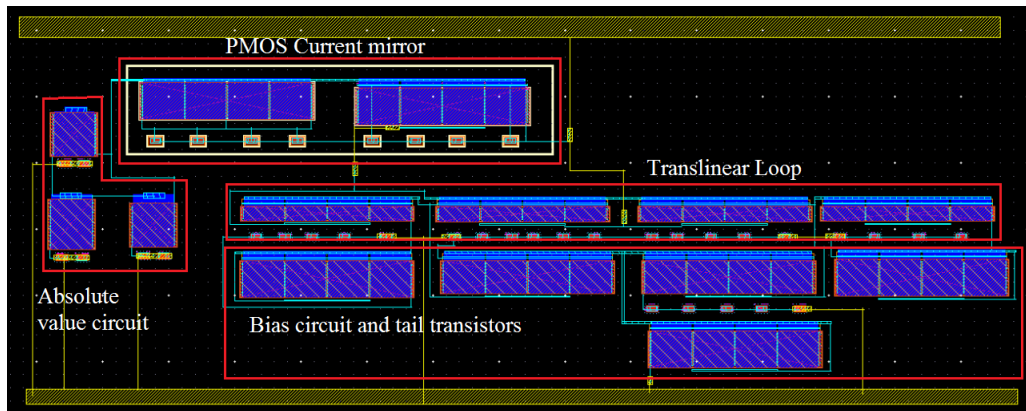 PMOS Current mirror
Translinear Loop
Absolute
value circuit
Bias circuit and tail transistors